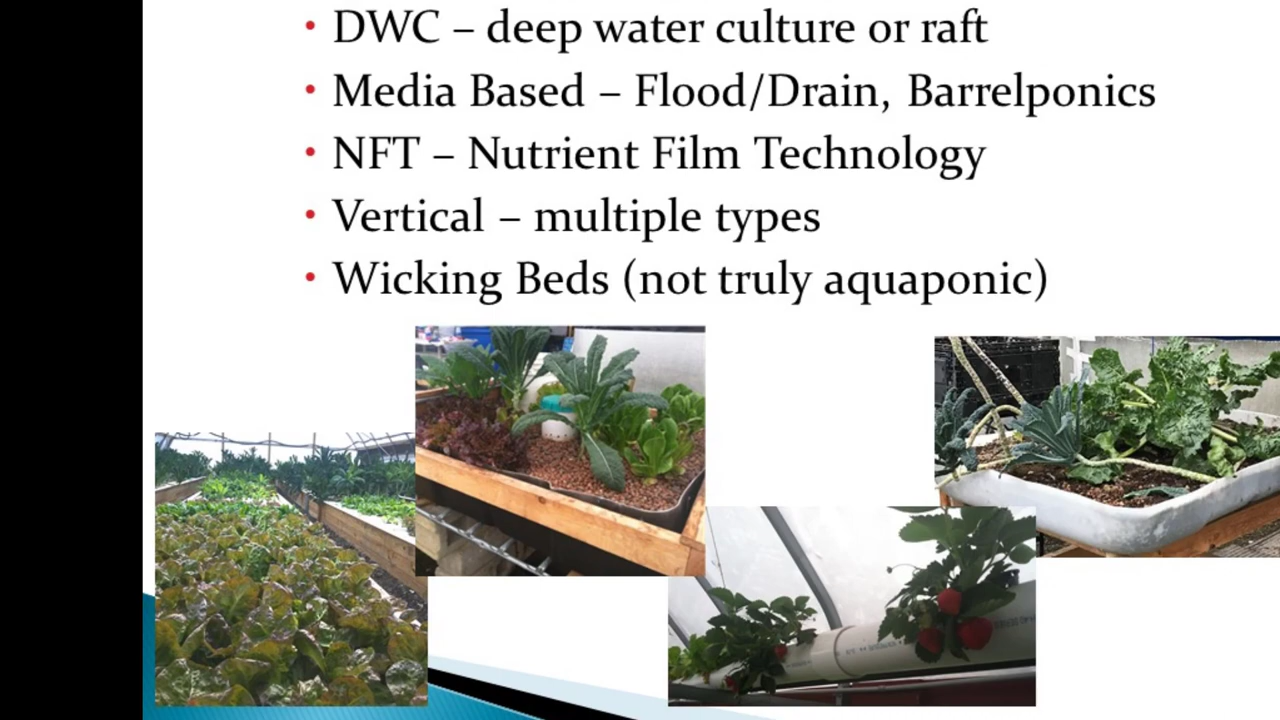 • DWC – deep water culture or raft
• Media Based – Flood/Drain, Barrelponics
• NFT – Nutrient Film Technology
• Vertical – multiple types
• Wicking Beds (not truly aquaponic)